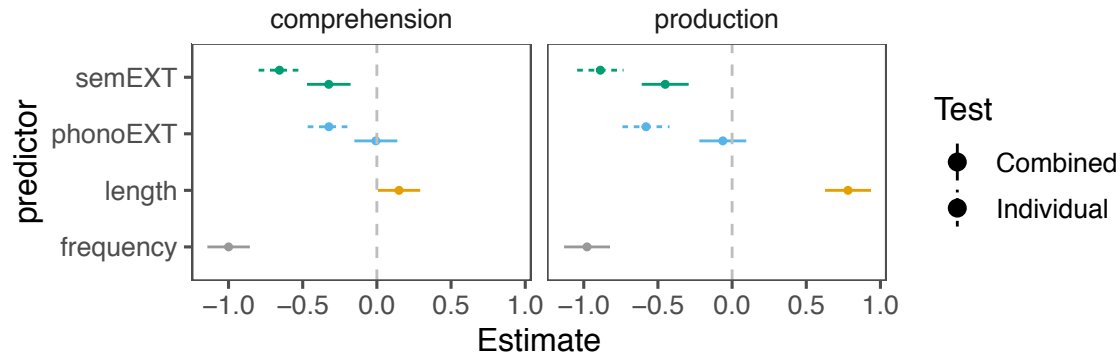 comprehension
production
predictor
semEXT
phonoEXT
length
frequency
−1.0 −0.5 0.0 0.5 1.0
−1.0 −0.5 0.0 0.5 1.0
Estimate
Test
Combined
Individual